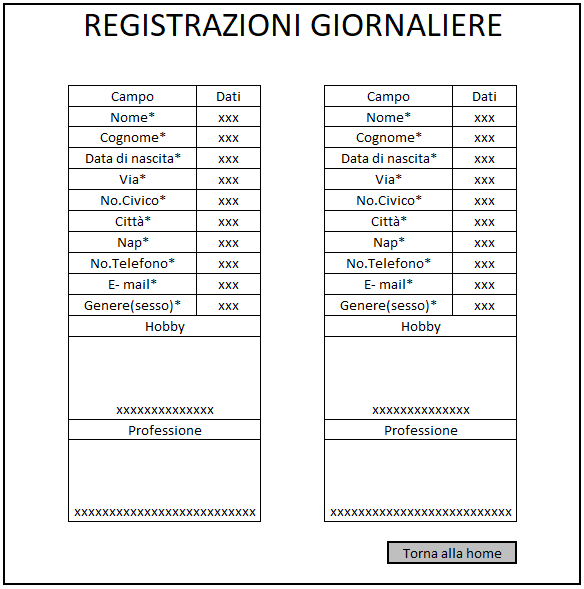 REGISTRAZIONI GIORNALIERE
Campo Dati
Nome* xxx
Cognome* xxx
Data di nascita* xxx
Via* xxx
No.Civico* xxx
Città* xxx
Nap* xxx
No.Telefono* xxx
E- mail* xxx
Genere(sesso)* xxx
Hobby
xxxxxxxxxxxxxx
Professione
xxxxxxxxxxxxxxxxxxxxxxxxxx
Campo Dati
Nome* xxx
Cognome* xxx
Data di nascita* xxx
Via* xxx
No.Civico* xxx
Città* xxx
Nap* xxx
No.Telefono* xxx
E- mail* xxx
Genere(sesso)* xxx
Hobby
xxxxxxxxxxxxxx
Professione
xxxxxxxxxxxxxxxxxxxxxxxxxx
Torna alla home